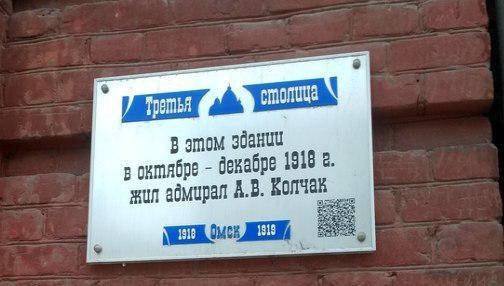 Третья столица
В этом здании
в октябре - декабре 1918 г.
жил адмирал А.В. Колчак
1918 Омск 1919